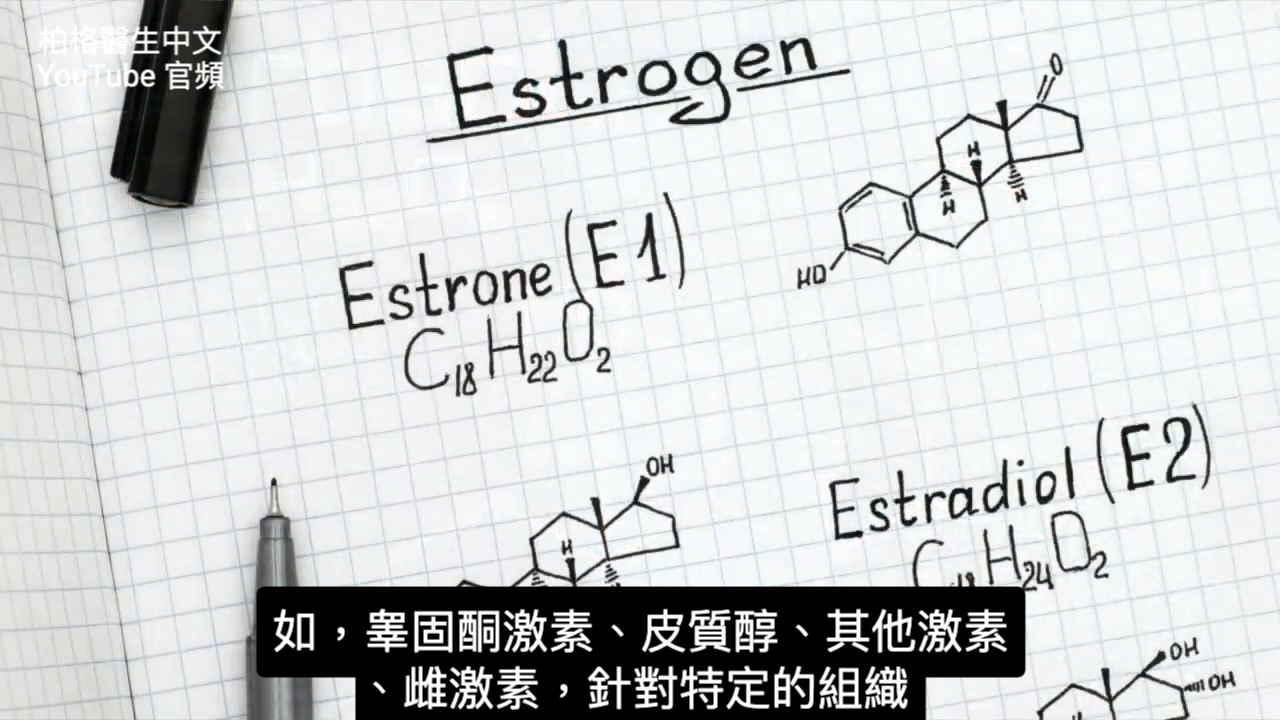 柏格醫生中文
YouTube 官頻
Estrogen
O
H
H
H
HO
Estrone (E1)
C18H22O2
OH
H
Estradiol (E2)
C18H24O2
OH
OH
如，睾固酮激素、皮質醇、其他激素
、雌激素，針對特定的組織